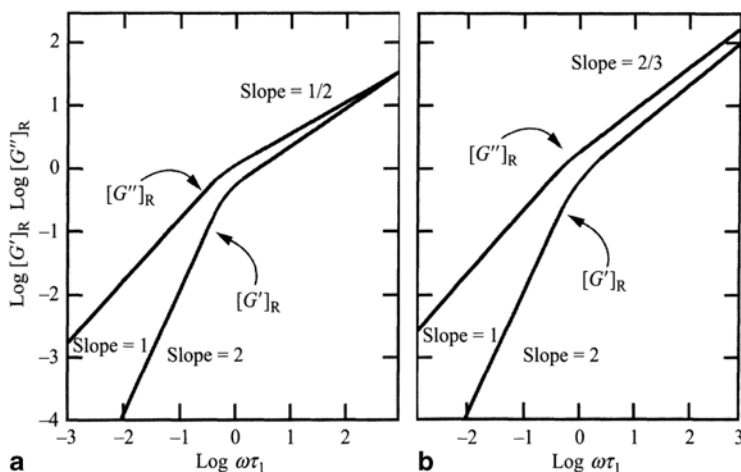 Log [G′]R Log [G″]R
2
1
0
−1
−2
−3
−4
Slope = 1/2
[G″]R
[G′]R
Slope = 1
Slope = 2
−3 −2 −1 0 1 2
Log ωτ1
a
b
Slope = 2/3
[G″]R
[G′]R
Slope = 1
Slope = 2
−2 −1 0 1 2 3
Log ωτ1